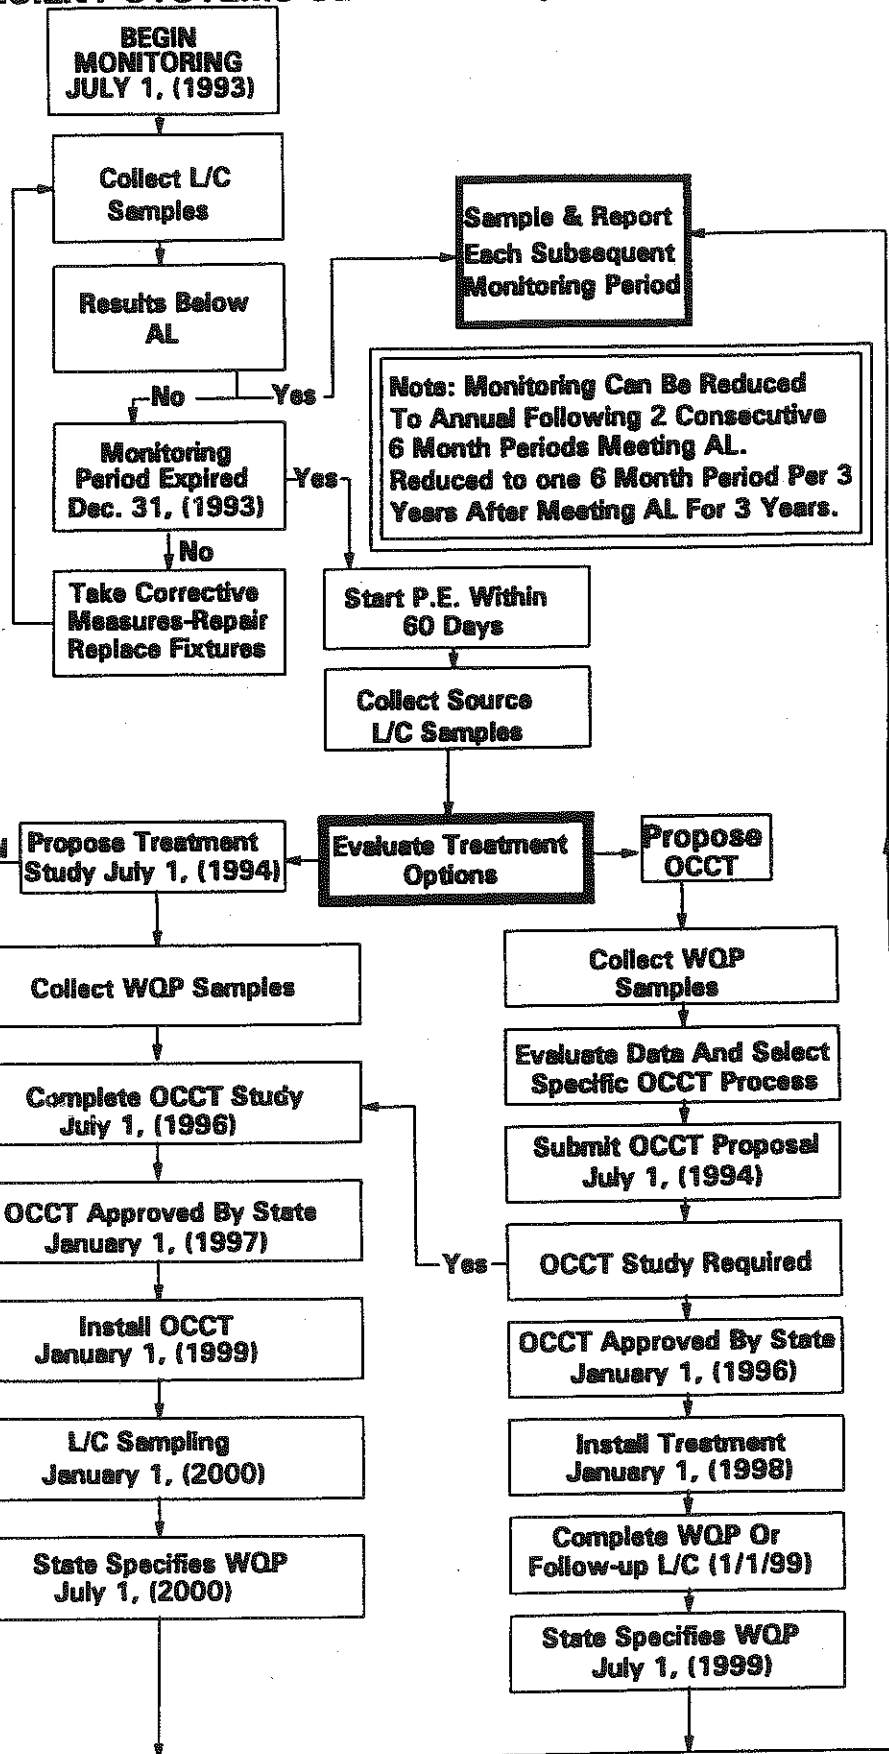 BEGIN
MONITORING
JULY 1, (1993)
Collect L/C
Samples
Results Below
AL
No
Yes
Sample & Report
Each Subsequent
Monitoring Period
Note: Monitoring Can Be Reduced
To Annual Following 2 Consecutive
6 Month Periods Meeting AL.
Reduced to one 6 Month Period Per 3
Years After Meeting AL For 3 Years.
Monitoring
Period Expired
Dec. 31, (1993)
Yes
No
Take Corrective
Measures-Repair
Replace Fixtures
Start P.E. Within
60 Days
Collect Source
L/C Samples
Evaluate Treatment
Options
Propose Treatment
Study July 1, (1994)
Collect WQP Samples
Complete OCCT Study
July 1, (1996)
OCCT Approved By State
January 1, (1997)
Install OCCT
January 1, (1999)
L/C Sampling
January 1, (2000)
State Specifies WQP
July 1, (2000)
Propose
OCCT
Collect WQP
Samples
Evaluate Data And Select
Specific OCCT Process
Submit OCCT Proposal
July 1, (1994)
Yes
OCCT Study Required
OCCT Approved By State
January 1, (1996)
Install Treatment
January 1, (1998)
Complete WQP Or
Follow-up L/C (1/1/99)
State Specifies WQP
July 1, (1999)